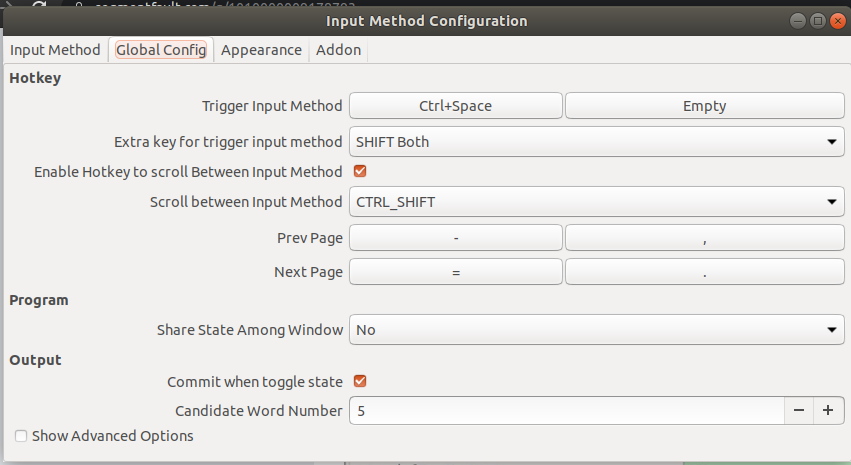 Input Method Configuration
Input Method Global Config Appearance Addon
Hotkey
Trigger Input Method Ctrl+Space Empty
Extra key for trigger input method SHIFT Both
Enable Hotkey to scroll Between Input Method
Scroll between Input Method CTRL_SHIFT
Prev Page - ,
Next Page = .
Program
Share State Among Window No
Output
Commit when toggle state
Candidate Word Number 5
Show Advanced Options